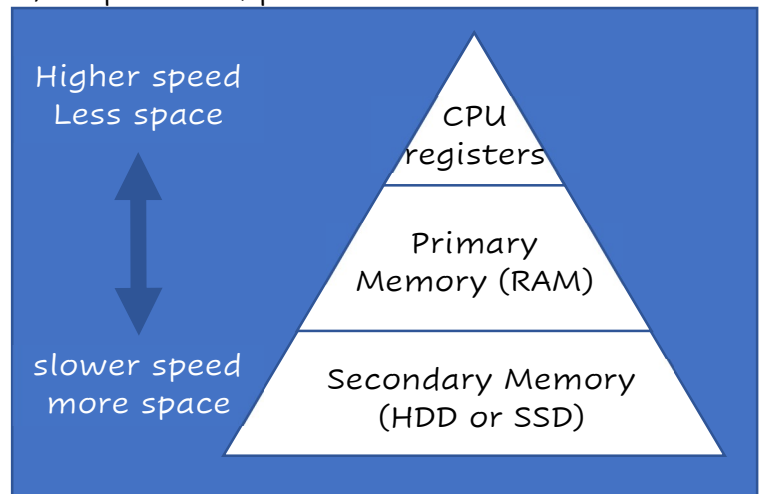 Higher speed
Less space
CPU
registers
Primary
Memory (RAM)
slower speed
more space
Secondary Memory
(HDD or SSD)